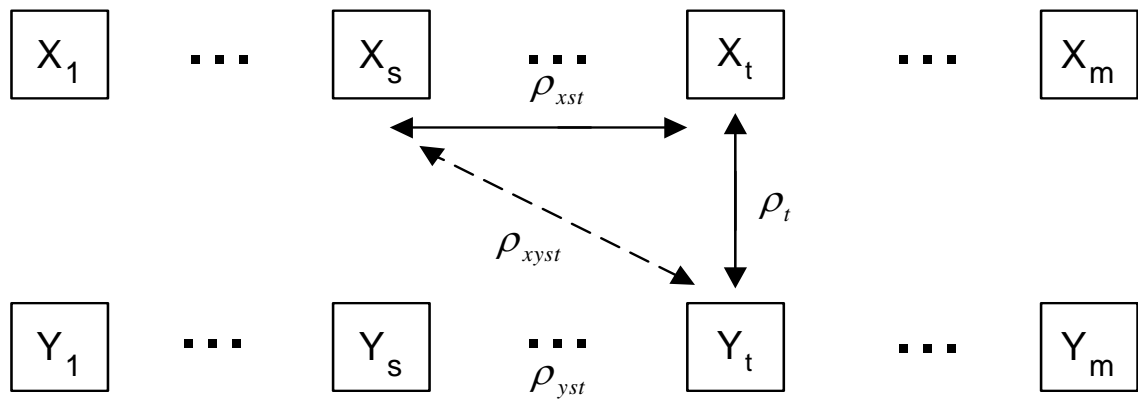 X₁ ... Xₛ ... Xₜ ... Xₘ
ρₓₛₜ
ρₜ
ρₓyₛₜ
Y₁ ... Yₛ ... Yₜ ... Yₘ
ρyₛₜ